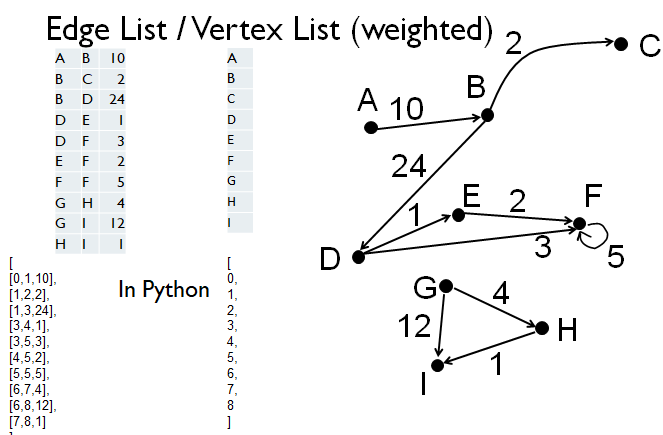 Edge List / Vertex List (weighted)
A B 10
B C 2
B D 24
D E 1
D F 3
E F 2
F F 5
G H 4
G I 12
H I 1
A
B
C
D
E
F
G
H
I
[
[0,1,10],
[1,2,2],
[1,3,24],
[3,4,1],
[3,5,3],
[4,5,2],
[5,5,5],
[6,7,4],
[6,8,12],
[7,8,1]
In Python
[
0,
1,
2,
3,
4,
5,
6,
7,
8
]
2
C
B
A
10
24
E
2
F
1
D
3
5
G
4
12
H
1
I